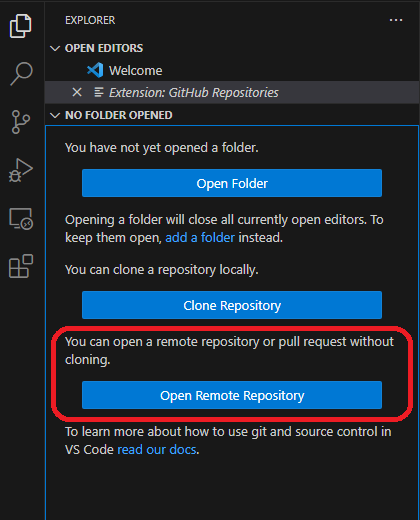 EXPLORER
OPEN EDITORS
Welcome
Extension: GitHub Repositories
NO FOLDER OPENED
You have not yet opened a folder.
Open Folder
Opening a folder will close all currently open editors. To
keep them open, add a folder instead.
You can clone a repository locally.
Clone Repository
You can open a remote repository or pull request without
cloning.
Open Remote Repository
To learn more about how to use git and source control in
VS Code read our docs.